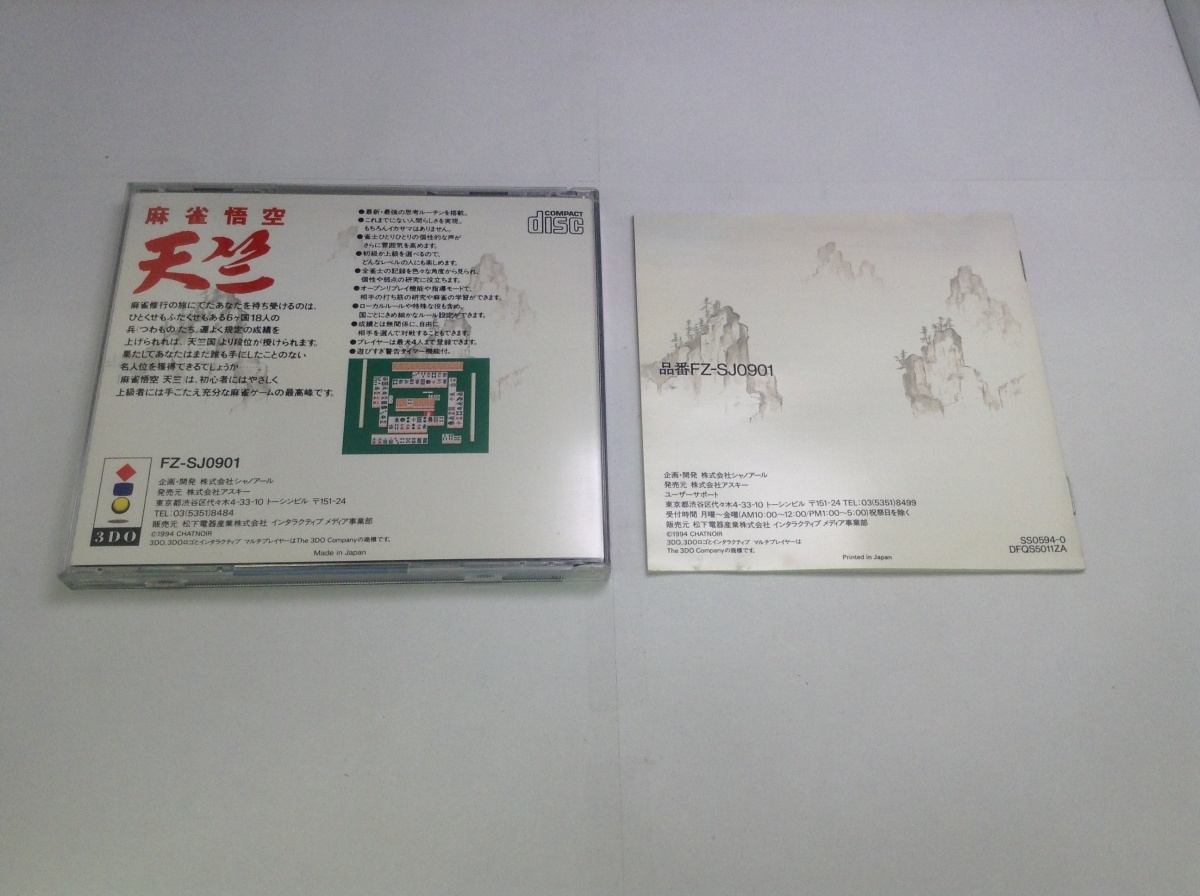 麻雀悟空
天竺
麻雀修行の旅にでたあなたを待ち受けるのは、
ひとくせもふたくせもある6ヶ国18人の
兵(つわもの)たち。運よく規定の成績を
上げられれば、「天竺国」より段位が授けられます。
果たしてあなたはまだ誰も手にしたことのない
名人位を獲得できるでしょうか
麻雀悟空 天竺 は、初心者にはやさしく
上級者には手ごたえ充分な麻雀ゲームの最高峰です。
●最新・最強の思考ルーチンを搭載。
●これまでにない人間らしさを実現。
もちろんイカサマはありません。
●雀士ひとりひとりの個性的な声が
さらに雰囲気を高めます。
●初級か上級を選べるので、
どんなレベルの人にも楽しめます。
●全雀士の記録を色々な角度から見られ、
個性や弱点の研究に役立ちます。
●オープンリプレイ機能や指導モードで、
相手の打ち筋の研究や麻雀の学習ができます。
●ローカルルールや特殊な役も含め、
国ごとにきめ細かなルール設定ができます。
●成績とは無関係に、自由に
相手を選んで対戦することもできます。
●プレイヤーは最大4人まで登録できます。
●遊びすぎ警告タイマー機能付。
COMPACT
disc
3DO
FZ-SJ0901
企画・開発 株式会社シャノアール
発売元 株式会社アスキー
東京都渋谷区代々木4-33-10 トーシンビル 〒151-24
TEL:03(5351)8484
販売元 松下電器産業株式会社 インタラクティブ メディア事業部
©1994 CHATNOIR
3DO、3DOロゴとインタラクティブ マルチプレイヤーはThe 3DO Companyの商標です。
Made in Japan
品番FZ-SJ0901
企画・開発 株式会社シャノアール
発売元 株式会社アスキー
ユーザーサポート
東京都渋谷区代々木4-33-10 トーシンビル 〒151-24 TEL:03(5351)8499
受付時間 月曜〜金曜(AM10:00〜12:00/PM1:00〜5:00)祝祭日を除く
販売元 松下電器産業株式会社 インタラクティブ メディア事業部
©1994 CHATNOIR
3DO、3DOロゴとインタラクティブ マルチプレイヤーは
The 3DO Companyの商標です。
Printed in Japan
SS0594-0
DFQS5011ZA